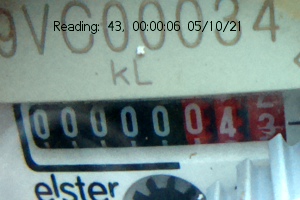 9VG00034
Reading: 43, 00:00:06 05/10/21
kL
00000043
elster